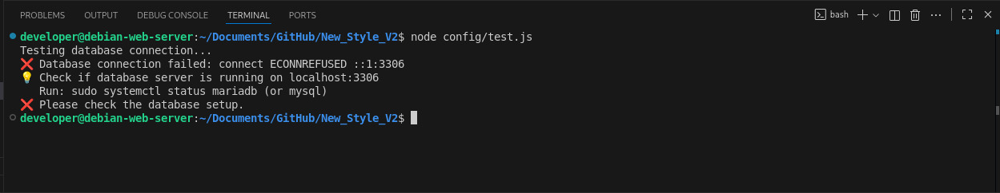 PROBLEMS OUTPUT DEBUG CONSOLE TERMINAL PORTS bash
developer@debian-web-server:~/Documents/GitHub/New_Style_V2$ node config/test.js
Testing database connection...
❌ Database connection failed: connect ECONNREFUSED ::1:3306
💡 Check if database server is running on localhost:3306
Run: sudo systemctl status mariadb (or mysql)
❌ Please check the database setup.
developer@debian-web-server:~/Documents/GitHub/New_Style_V2$